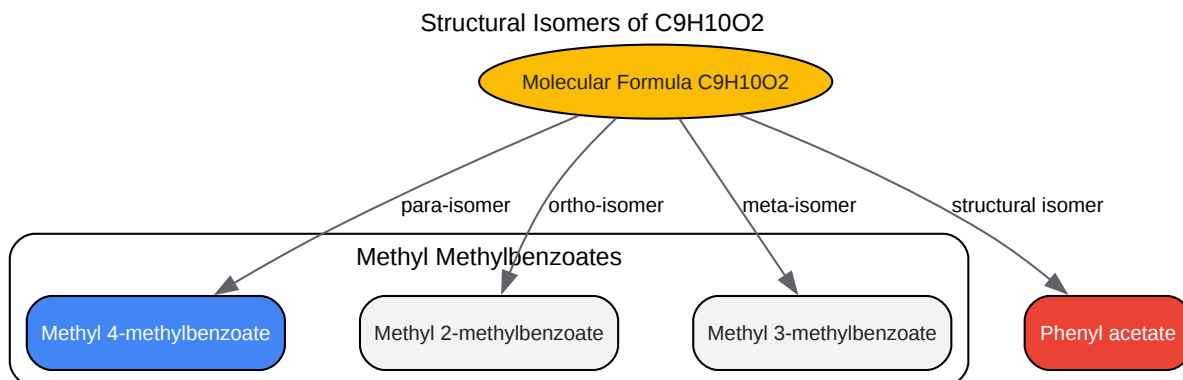 Structural Isomers of C9H10O2
Molecular Formula C9H10O2
para-isomer
ortho-isomer
meta-isomer
structural isomer
Methyl Methylbenzoates
Methyl 4-methylbenzoate
Methyl 2-methylbenzoate
Methyl 3-methylbenzoate
Phenyl acetate